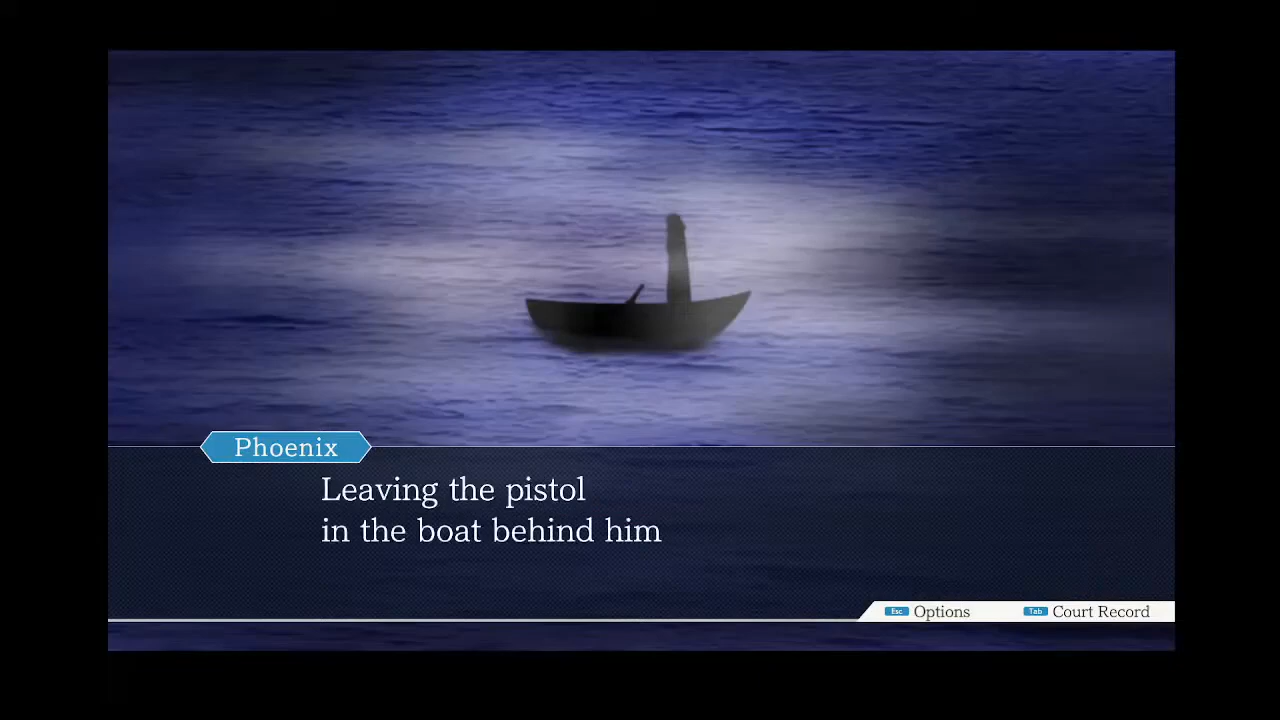 Phoenix
Leaving the pistol
in the boat behind him
Esc Options Tab Court Record